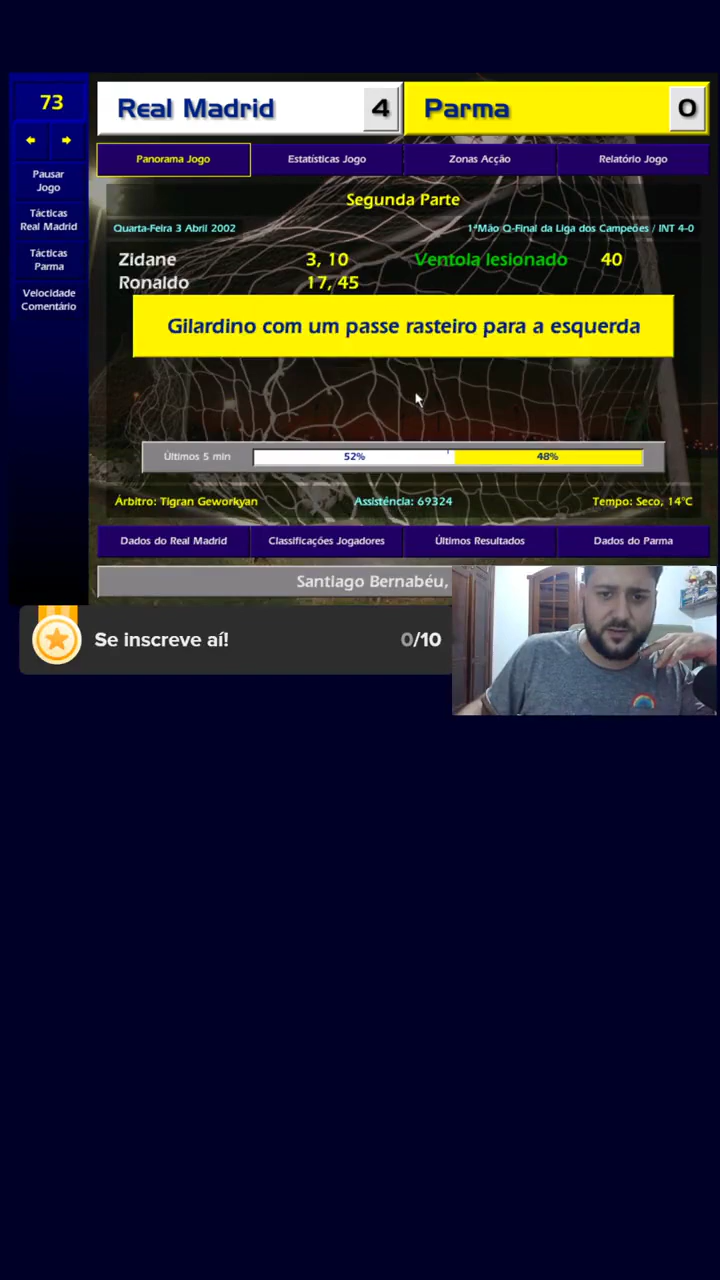 73
Real Madrid 4 Parma 0
Panorama Jogo Estatísticas Jogo Zonas Acção Relatório Jogo
Pausar
Jogo
Tácticas
Real Madrid
Tácticas
Parma
Velocidade
Comentário
Segunda Parte
Quarta-Feira 3 Abril 2002 1ªMão Q-Final da Liga dos Campeões / INT 4-0
Zidane 3, 10 Ventola lesionado 40
Ronaldo 17, 45
Gilardino com um passe rasteiro para a esquerda
Últimos 5 min 52% 48%
Árbitro: Tigran Geworkyan Assistência: 69324 Tempo: Seco, 14°C
Dados do Real Madrid Classificações Jogadores Últimos Resultados Dados do Parma
Santiago Bernabéu,
Se inscreve aí! 0/10